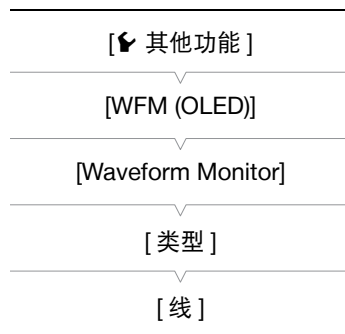 [ 其他功能 ]
[WFM (OLED)]
[Waveform Monitor]
[ 类型 ]
[ 线 ]